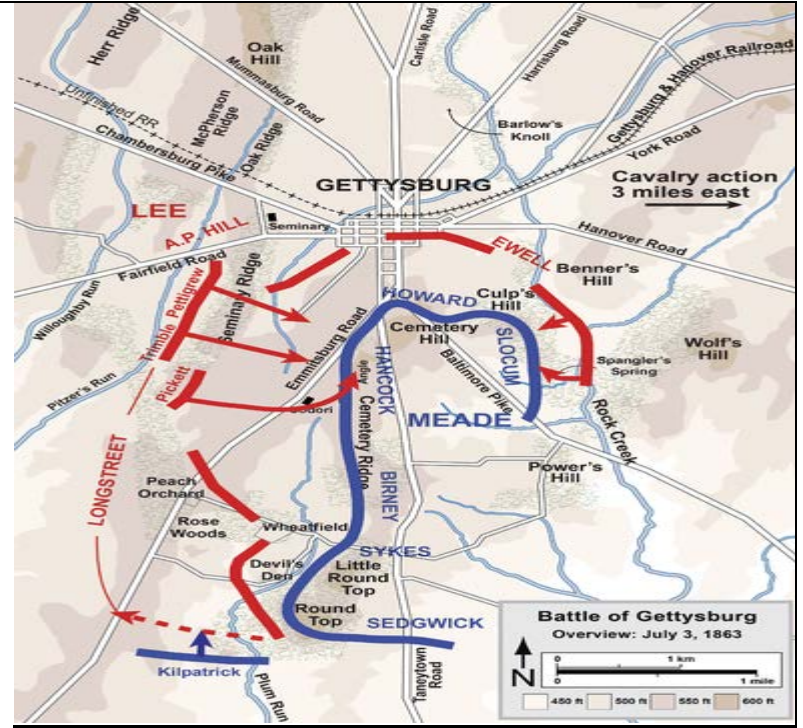 Herr Ridge
Oak
Hill
Mummasburg Road
Carlisle Road
Harrisburg Road
Gettysburg & Hanover Railroad
Unfinished RR
McPherson
Ridge
Oak Ridge
Barlow's
Knoll
Chambersburg Pike
York Road
GETTYSBURG
Cavalry action
3 miles east
LEE
A.P. HILL
Seminary
Hanover Road
EWELL
Fairfield Road
Benner's
Hill
Willoughby Run
Trimble Pettigrew
Seminary Ridge
HOWARD
Culp's
Hill
Emmitsburg Road
Cemetery
Hill
SLOCUM
Wolf's
Hill
HANCOCK
Angle
Baltimore Pike
Spangler's
Spring
Pitzer's Run
Pickett
Codori
Cemetery Ridge
MEADE
Rock Creek
LONGSTREET
Peach
Orchard
BIRNEY
Power's
Hill
Rose
Woods
Wheatfield
SYKES
Devil's
Den
Little
Round
Top
Round
Top
SEDGWICK
Kilpatrick
Plum Run
Taneytown
Road
Battle of Gettysburg
Overview: July 3, 1863
N
0 1 km
0 1 mile
450 ft 500 ft 550 ft 600 ft